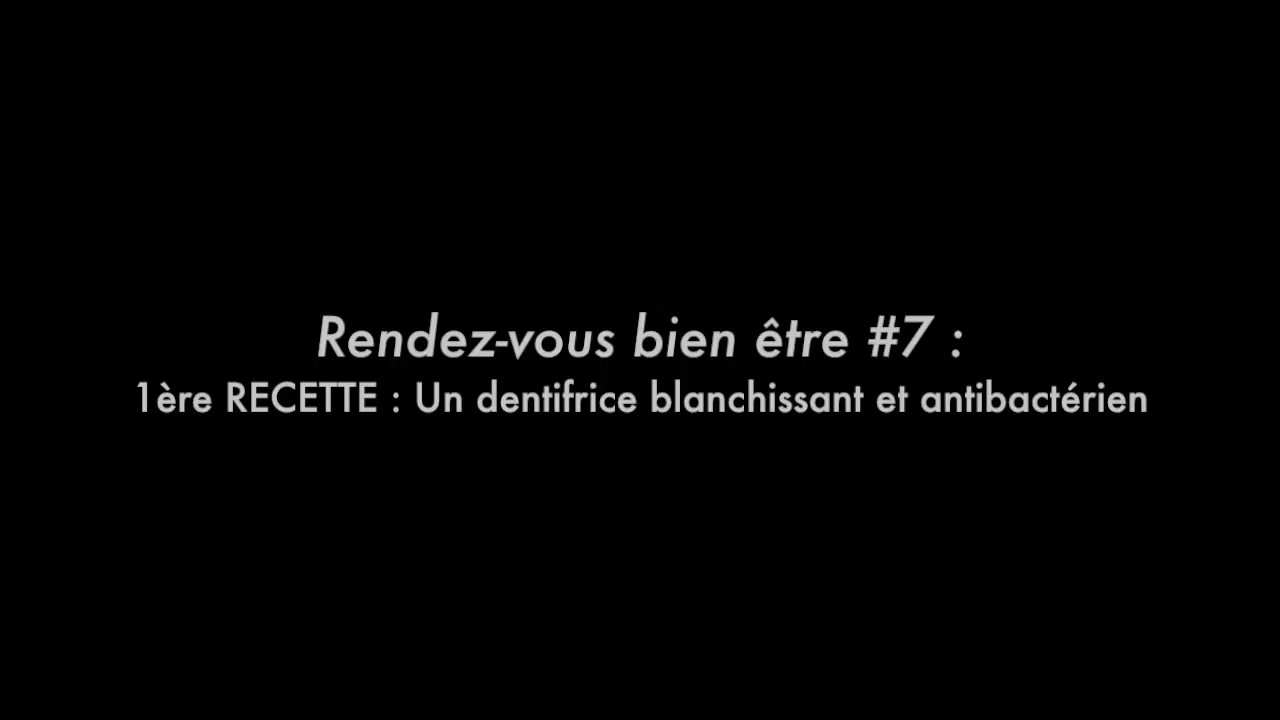 Rendez-vous bien être #7 :
1ère RECETTE : Un dentifrice blanchissant et antibactérien